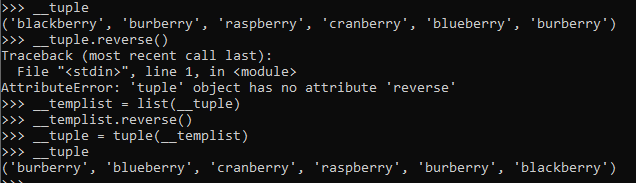 >>> __tuple
('blackberry', 'burberry', 'raspberry', 'cranberry', 'blueberry', 'burberry')
>>> __tuple.reverse()
Traceback (most recent call last):
  File "<stdin>", line 1, in <module>
AttributeError: 'tuple' object has no attribute 'reverse'
>>> __templist = list(__tuple)
>>> __templist.reverse()
>>> __tuple = tuple(__templist)
>>> __tuple
('burberry', 'blueberry', 'cranberry', 'raspberry', 'burberry', 'blackberry')
>>>